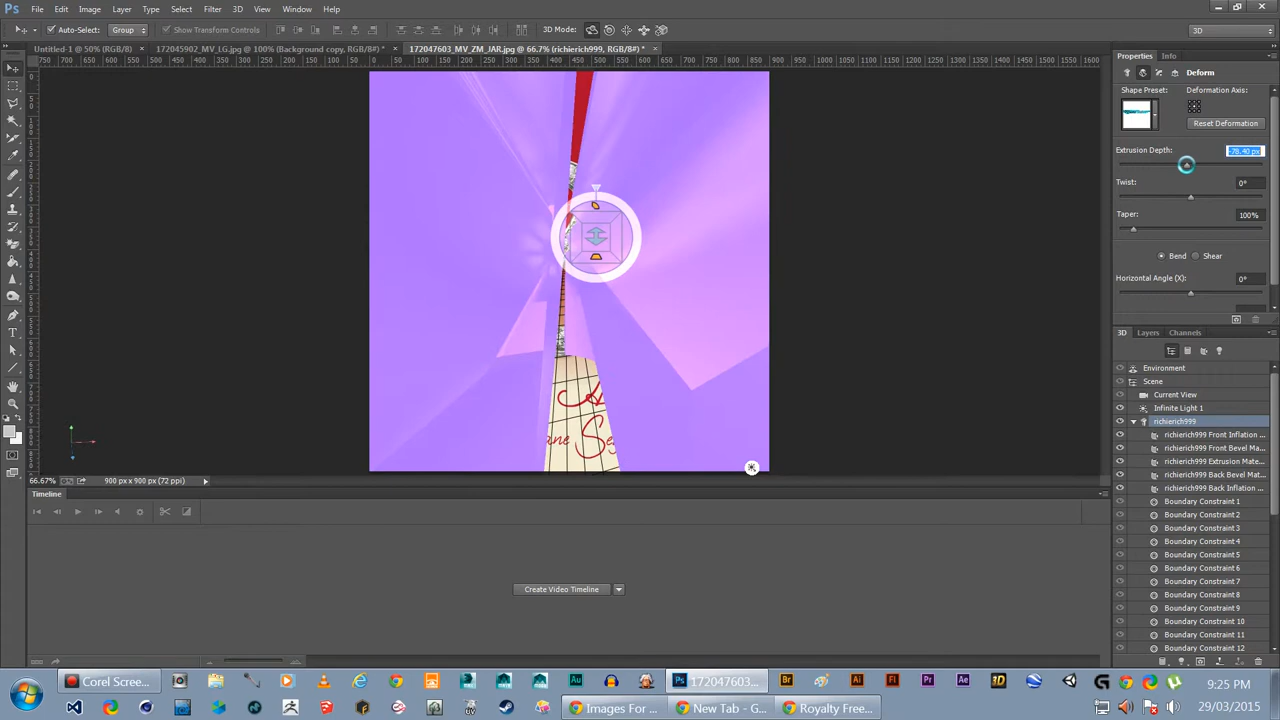 Ps File Edit Image Layer Type Select Filter 3D View Window Help
Auto-Select: Group Show Transform Controls 3D Mode: 3D
Untitled-1 @ 50% (RGB/8) × 172045902_MV_LG.jpg @ 100% (Background copy, RGB/8#) * × 172047603_MV_ZM_JAR.jpg @ 66.7% (richierich999, RGB/8#) * ×
Properties Info
Deform
Shape Preset: Deformation Axis:
Reset Deformation
Extrusion Depth: -78.40 px
Twist: 0°
Taper: 100%
Bend Shear
Horizontal Angle (X): 0°
3D Layers Channels
Environment
Scene
Current View
Infinite Light 1
richierich999
richierich999 Front Inflation ...
richierich999 Front Bevel Mat...
richierich999 Extrusion Mate...
richierich999 Back Bevel Mat...
richierich999 Back Inflation ...
Boundary Constraint 1
Boundary Constraint 2
Boundary Constraint 3
Boundary Constraint 4
Boundary Constraint 5
Boundary Constraint 6
Boundary Constraint 7
Boundary Constraint 8
Boundary Constraint 9
Boundary Constraint 10
Boundary Constraint 11
Boundary Constraint 12
66.67% 900 px x 900 px (72 ppi)
Timeline
Create Video Timeline
Corel Scree... 172047603... 9:25 PM
Images For ... New Tab - G... Royalty Free... 29/03/2015